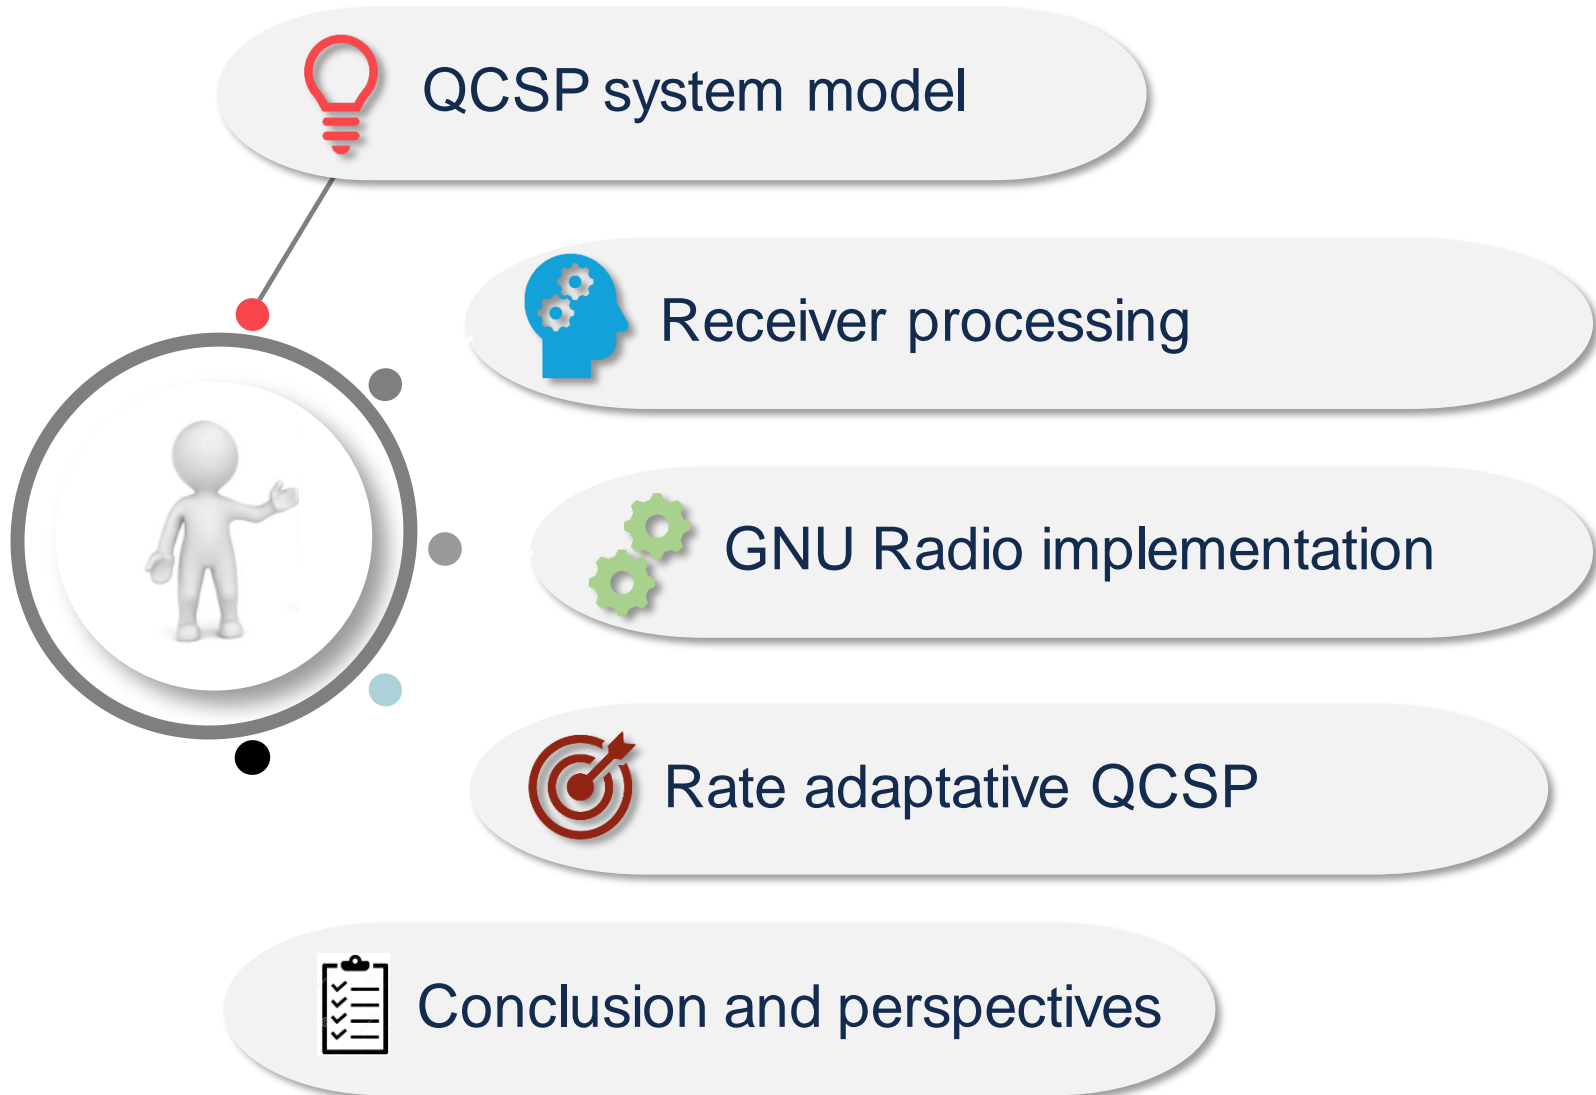 QCSP system model
Receiver processing
GNU Radio implementation
Rate adaptative QCSP
Conclusion and perspectives